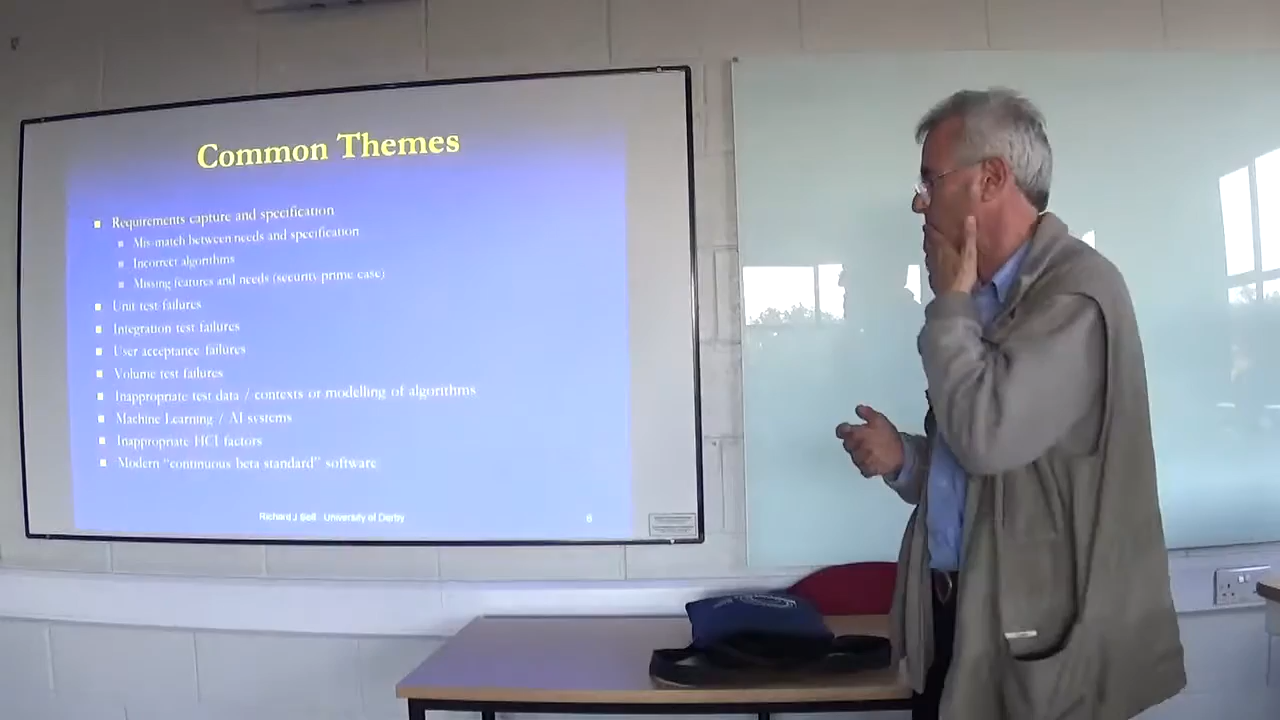 Common Themes
Requirements capture and specification
Mis-match between needs and specification
Incorrect algorithms
Missing features and needs (security prime case)
Unit test failures
Integration test failures
User acceptance failures
Volume test failures
Inappropriate test data / contexts or modelling of algorithms
Machine Learning / AI systems
Inappropriate HCI factors
Modern "continuous beta standard" software
Richard J Self - University of Derby
6